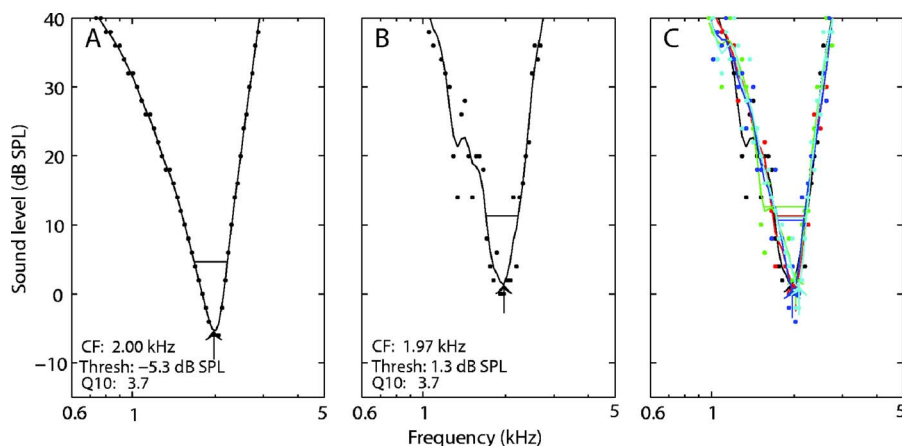 A
B
C
40
30
20
10
0
−10
Sound level (dB SPL)
CF: 2.00 kHz
Thresh: −5.3 dB SPL
Q10: 3.7
CF: 1.97 kHz
Thresh: 1.3 dB SPL
Q10: 3.7
0.6 1 5
0.6 1 5
0.6 1 5
Frequency (kHz)